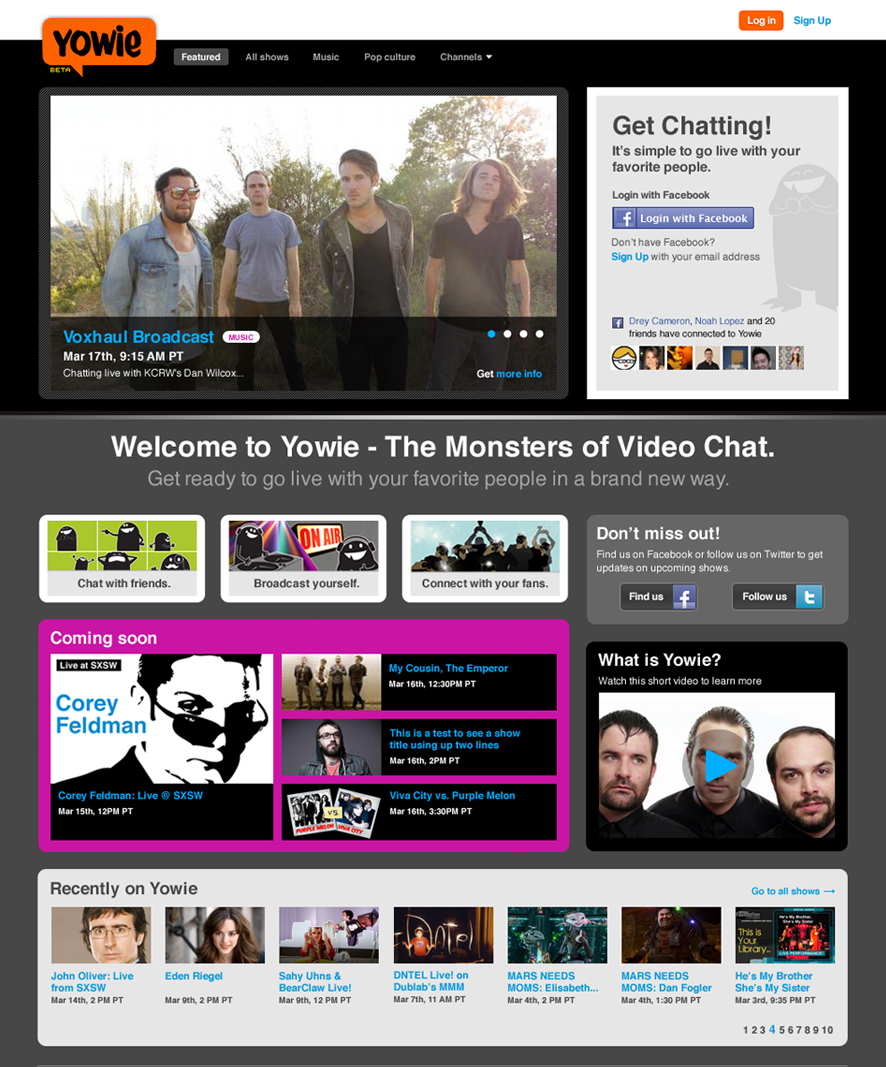 Log in
Sign Up
YOWiE
BETA
Featured
All shows
Music
Pop culture
Channels
Voxhaul Broadcast
MUSIC
Mar 17th, 9:15 AM PT
Chatting live with KCRW's Dan Wilcox...
Get more info
Get Chatting!
It's simple to go live with your
favorite people.
Login with Facebook
Login with Facebook
Don't have Facebook?
Sign Up with your email address
Drey Cameron, Noah Lopez and 20
friends have connected to Yowie
Welcome to Yowie - The Monsters of Video Chat.
Get ready to go live with your favorite people in a brand new way.
Chat with friends.
ON AIR
Broadcast yourself.
Connect with your fans.
Don't miss out!
Find us on Facebook or follow us on Twitter to get
updates on upcoming shows.
Find us
Follow us
Coming soon
Live at SXSW
Corey
Feldman
Corey Feldman: Live @ SXSW
Mar 15th, 12PM PT
My Cousin, The Emperor
Mar 16th, 12:30PM PT
This is a test to see a show
title using up two lines
Mar 16th, 2PM PT
VS.
PURPLE MELON
VIVA CITY
Viva City vs. Purple Melon
Mar 16th, 3:30PM PT
What is Yowie?
Watch this short video to learn more
Recently on Yowie
Go to all shows →
John Oliver: Live
from SXSW
Mar 14th, 2 PM PT
Eden Riegel
Mar 9th, 2 PM PT
Sahy Uhns &
BearClaw Live!
Mar 9th, 12 PM PT
DNTEL
DNTEL Live! on
Dublab's MMM
Mar 7th, 11 AM PT
MARS NEEDS
MOMS: Elisabeth...
Mar 4th, 2 PM PT
MARS NEEDS
MOMS: Dan Fogler
Mar 4th, 1:30 PM PT
This is
Your
Library...
He's My Brother,
She's My Sister
LIVE PERFORMANCE!
He's My Brother
She's My Sister
Mar 3rd, 9:35 PM PT
1 2 3 4 5 6 7 8 9 10